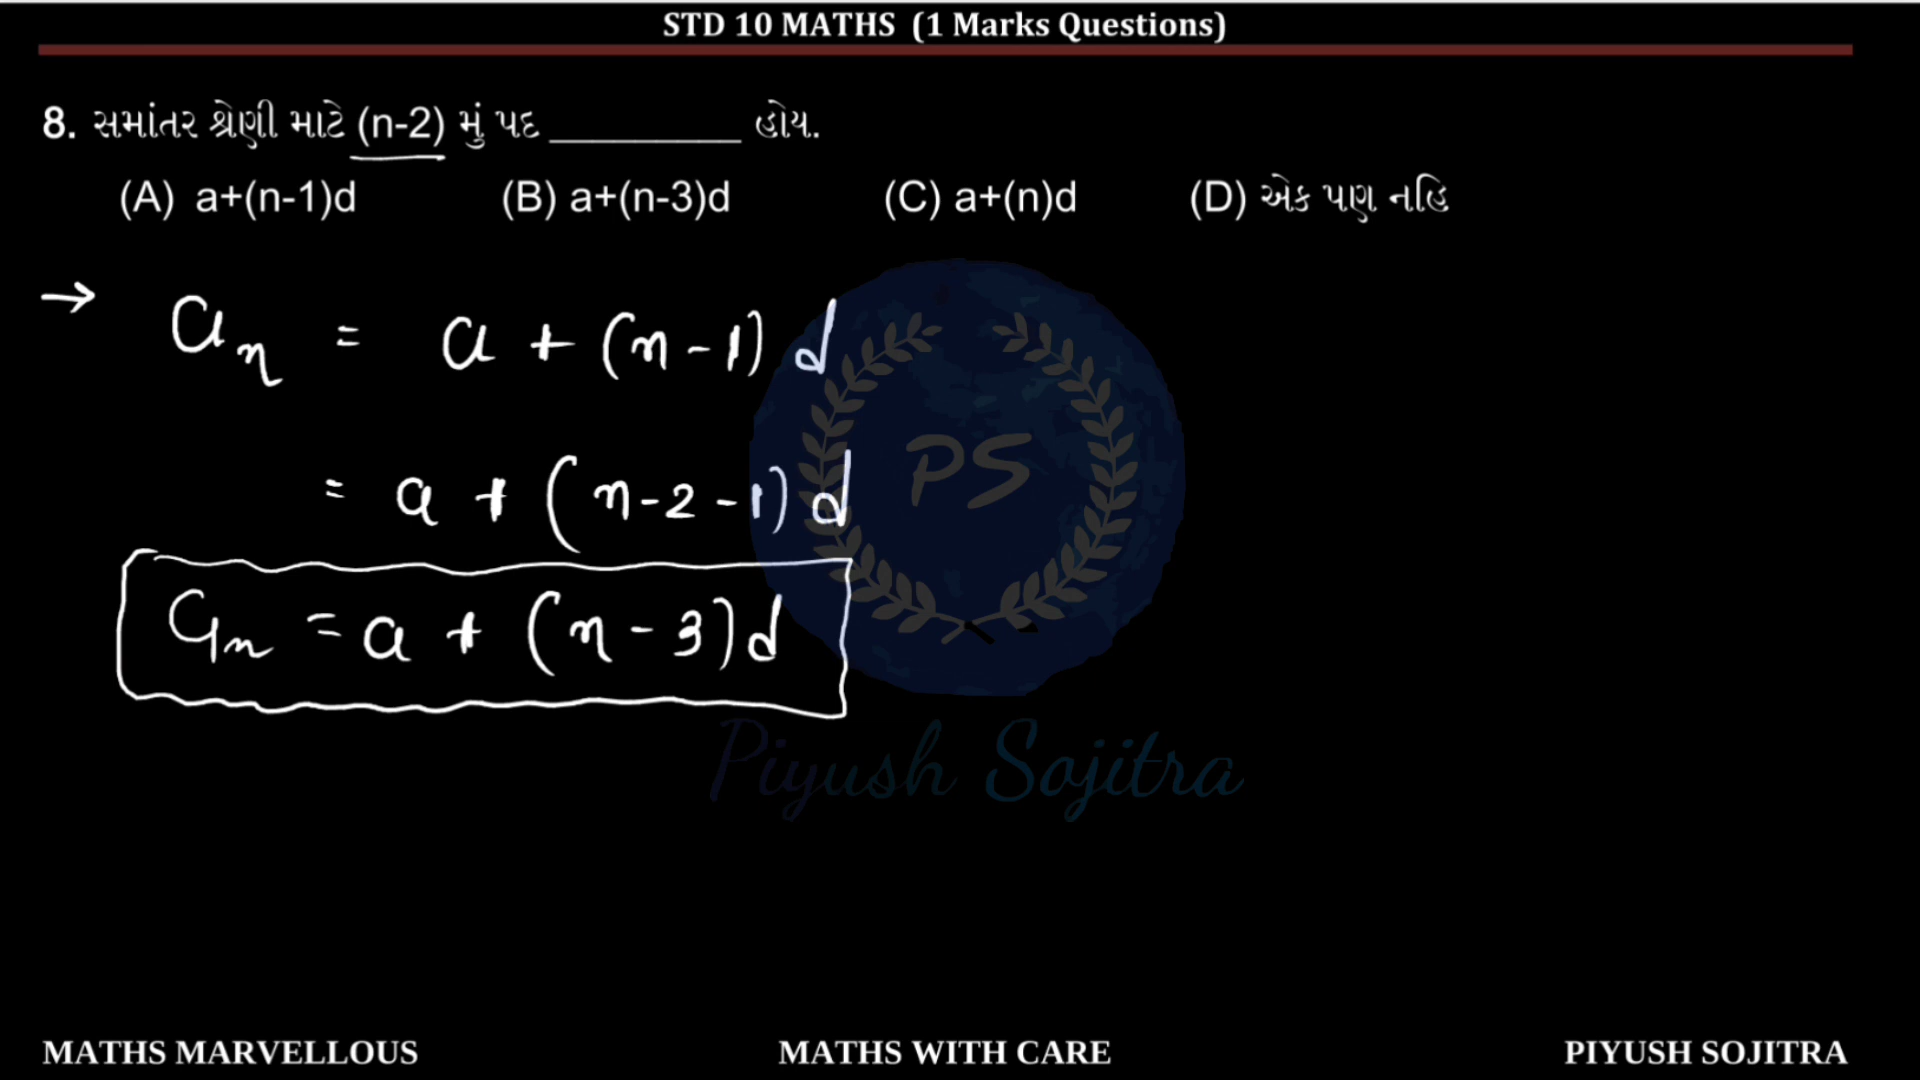 STD 10 MATHS (1 Marks Questions)
8. સમાંતર શ્રેણી માટે (n-2) મું પદ _________ હોય.
(A) a+(n-1)d (B) a+(n-3)d (C) a+(n)d (D) એક પણ નહિ
→ aₙ = a + (n-1) d
= a + (n-2-1) d
aₙ = a + (n-3) d
PS
Piyush Sojitra
MATHS MARVELLOUS MATHS WITH CARE PIYUSH SOJITRA